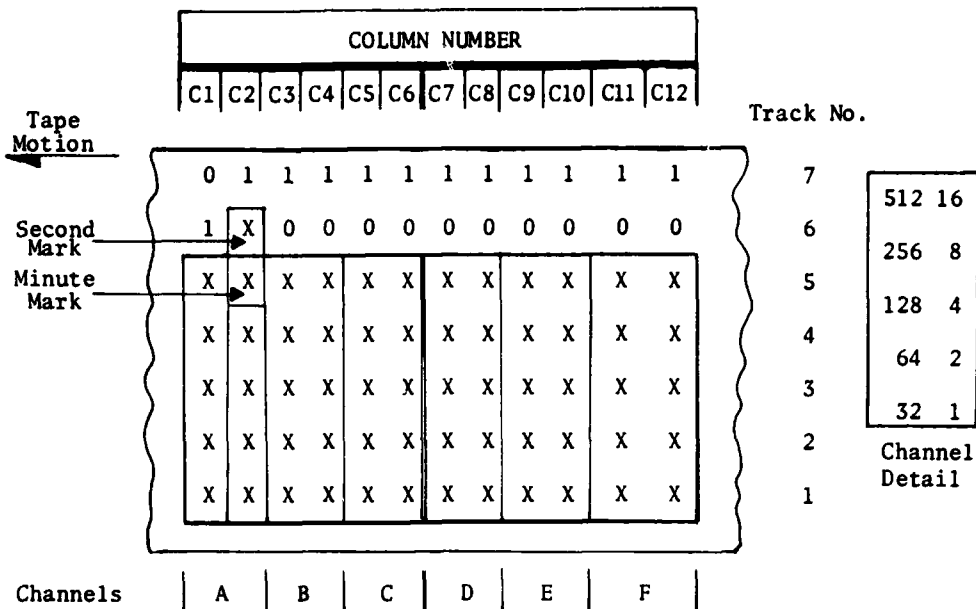 COLUMN NUMBER
C1 C2 C3 C4 C5 C6 C7 C8 C9 C10 C11 C12
Track No.
Tape
Motion
0 1 1 1 1 1 1 1 1 1 1 1 7
512 16
Second
Mark
1 X 0 0 0 0 0 0 0 0 0 0 6
256 8
Minute
Mark
X X X X X X X X X X X X 5
128 4
X X X X X X X X X X X X 4
64 2
X X X X X X X X X X X X 3
32 1
X X X X X X X X X X X X 2
Channel
Detail
X X X X X X X X X X X X 1
Channels A B C D E F